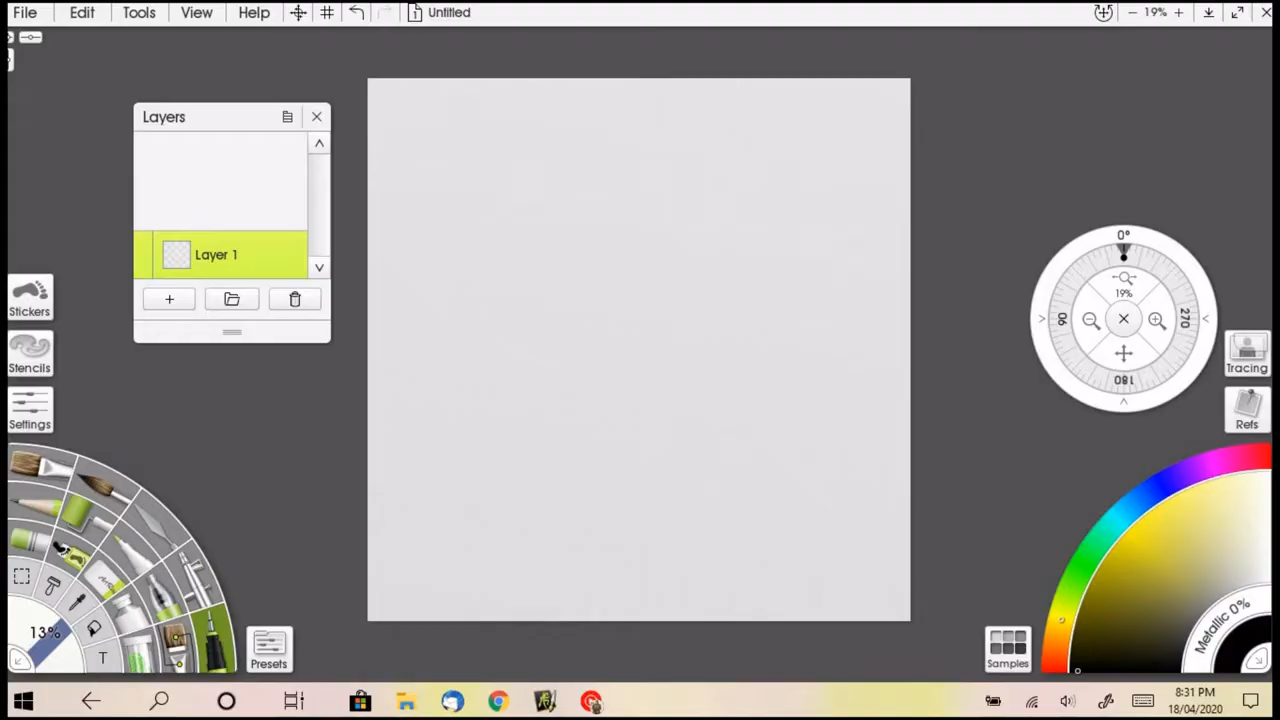 File Edit Tools View Help Untitled 19%
Layers
Layer 1
0°
19%
90
270
180
Stickers
Stencils
Settings
Tracing
Refs
13%
T
Presets
Samples
Metallic 0%
8:31 PM
18/04/2020